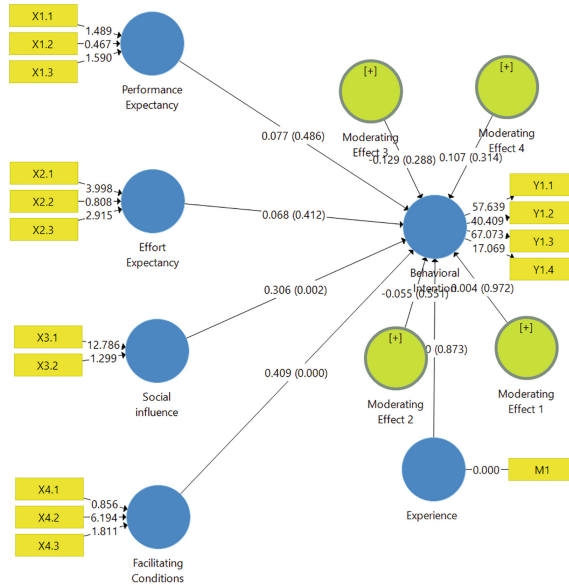 X1.1
X1.2
X1.3
1.489
0.467
1.590
Performance
Expectancy
[+]
Moderating
Effect 3
[+]
Moderating
Effect 4
0.077 (0.486)
-0.129 (0.288)
0.107 (0.314)
X2.1
X2.2
X2.3
3.998
0.808
2.915
Effort
Expectancy
0.068 (0.412)
57.639
40.409
67.073
17.069
Y1.1
Y1.2
Y1.3
Y1.4
Behavioral
Intention
0.306 (0.002)
-0.055 (0.551)
0.004 (0.972)
X3.1
X3.2
12.786
1.299
Social
influence
0.409 (0.000)
[+]
Moderating
Effect 2
(0.873)
[+]
Moderating
Effect 1
X4.1
X4.2
X4.3
0.856
6.194
1.811
Facilitating
Conditions
Experience
0.000
M1